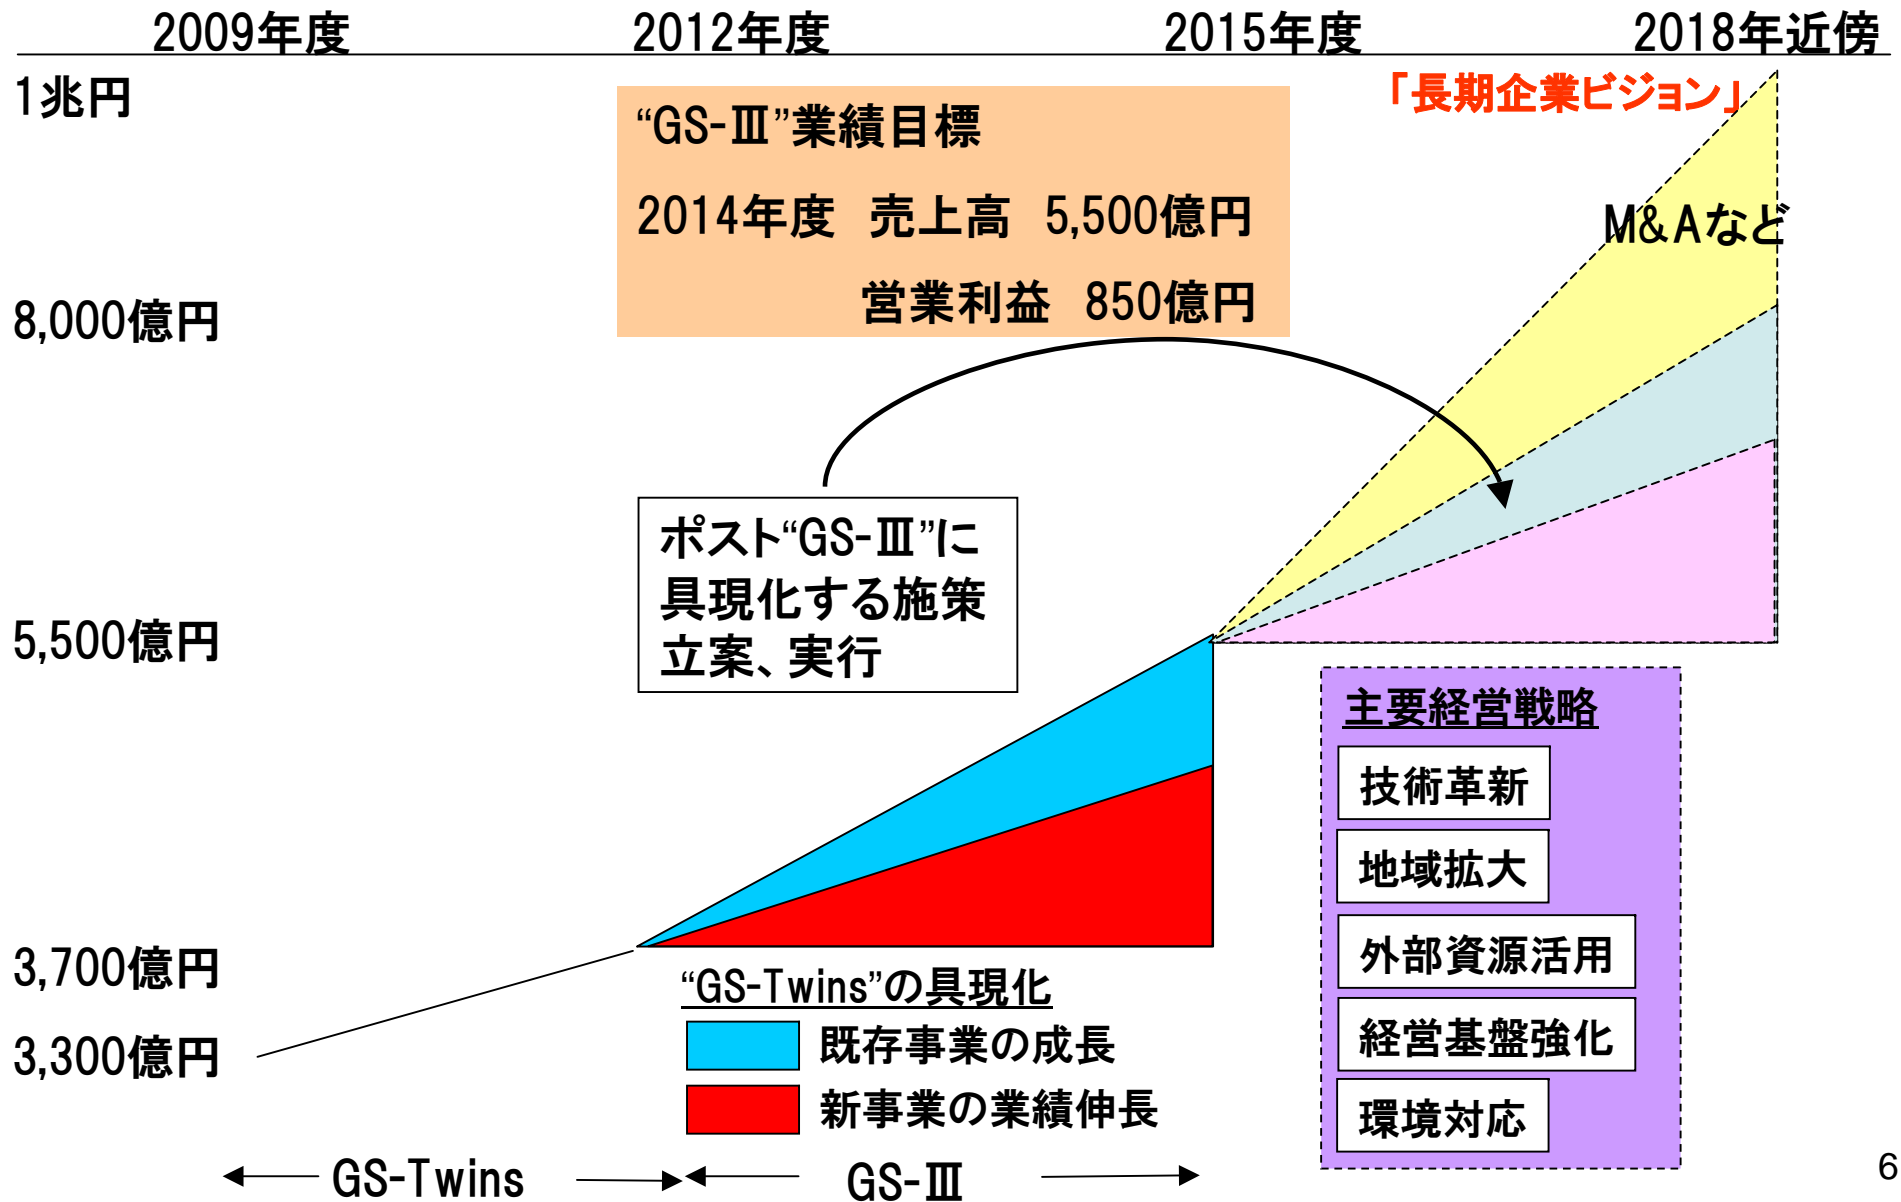 2009年度 2012年度 2015年度 2018年近傍
1兆円
「長期企業ビジョン」
“GS-Ⅲ”業績目標
2014年度 売上高 5,500億円
営業利益 850億円
M&Aなど
8,000億円
ポスト“GS-Ⅲ”に
具現化する施策
立案、実行
5,500億円
主要経営戦略
技術革新
地域拡大
外部資源活用
経営基盤強化
環境対応
3,700億円
3,300億円
“GS-Twins”の具現化
既存事業の成長
新事業の業績伸長
GS-Twins GS-Ⅲ
6